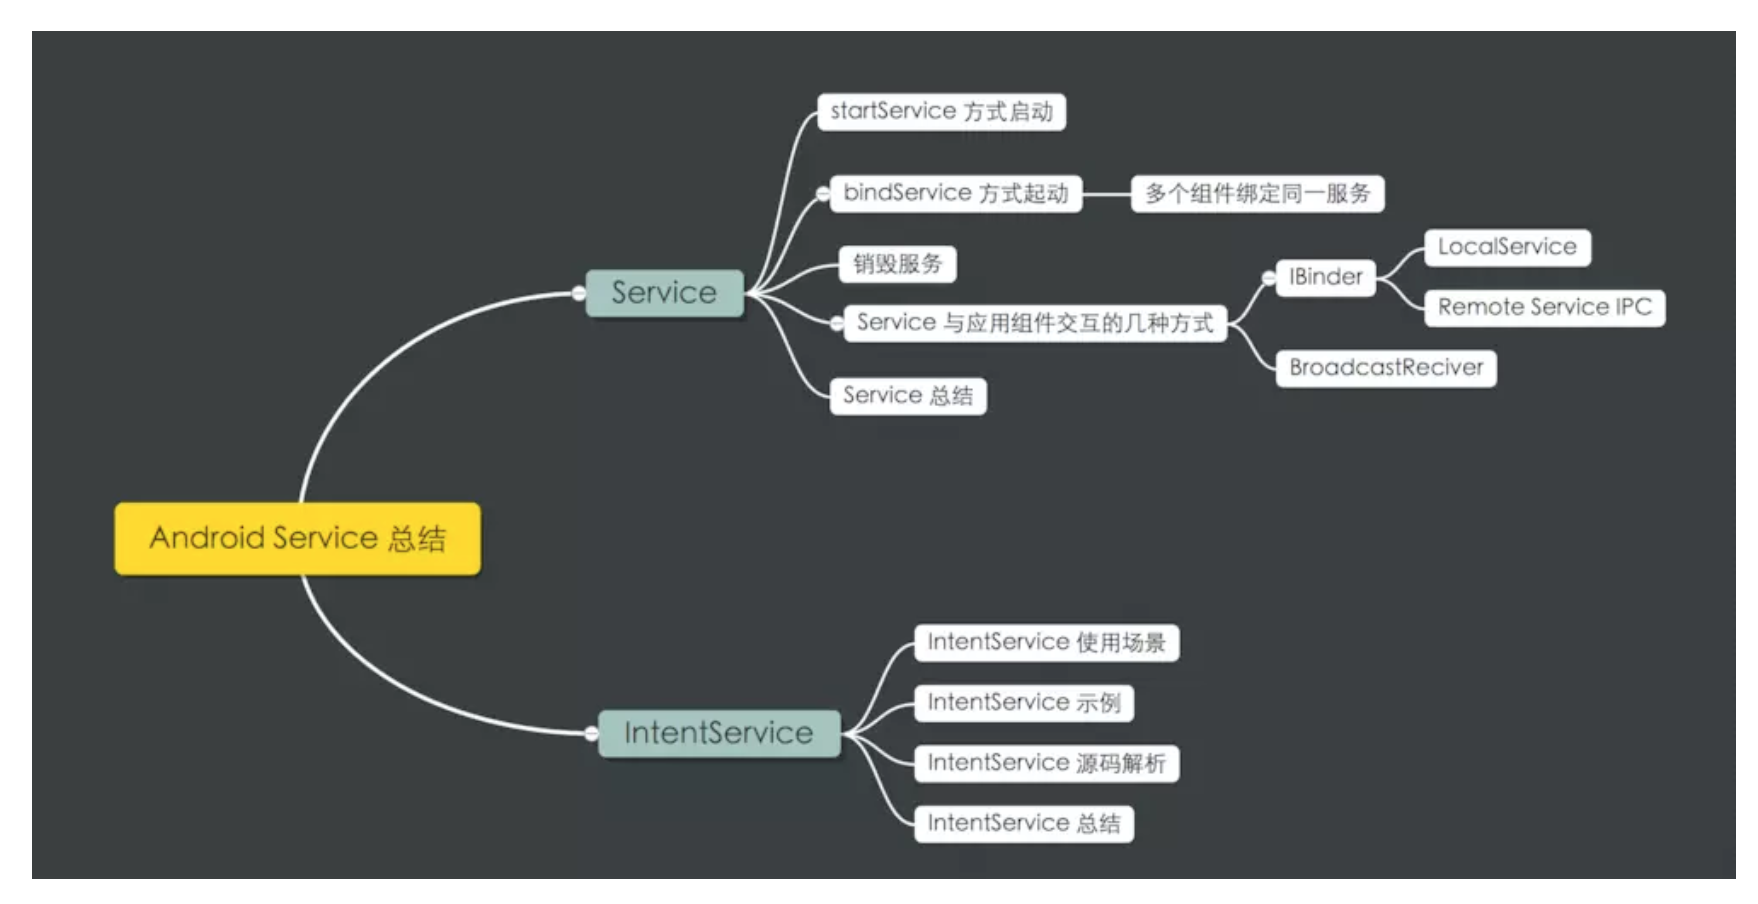 Android Service 总结
Service
startService 方式启动
bindService 方式起动
多个组件绑定同一服务
销毁服务
Service 与应用组件交互的几种方式
IBinder
LocalService
Remote Service IPC
BroadcastReciver
Service 总结
IntentService
IntentService 使用场景
IntentService 示例
IntentService 源码解析
IntentService 总结